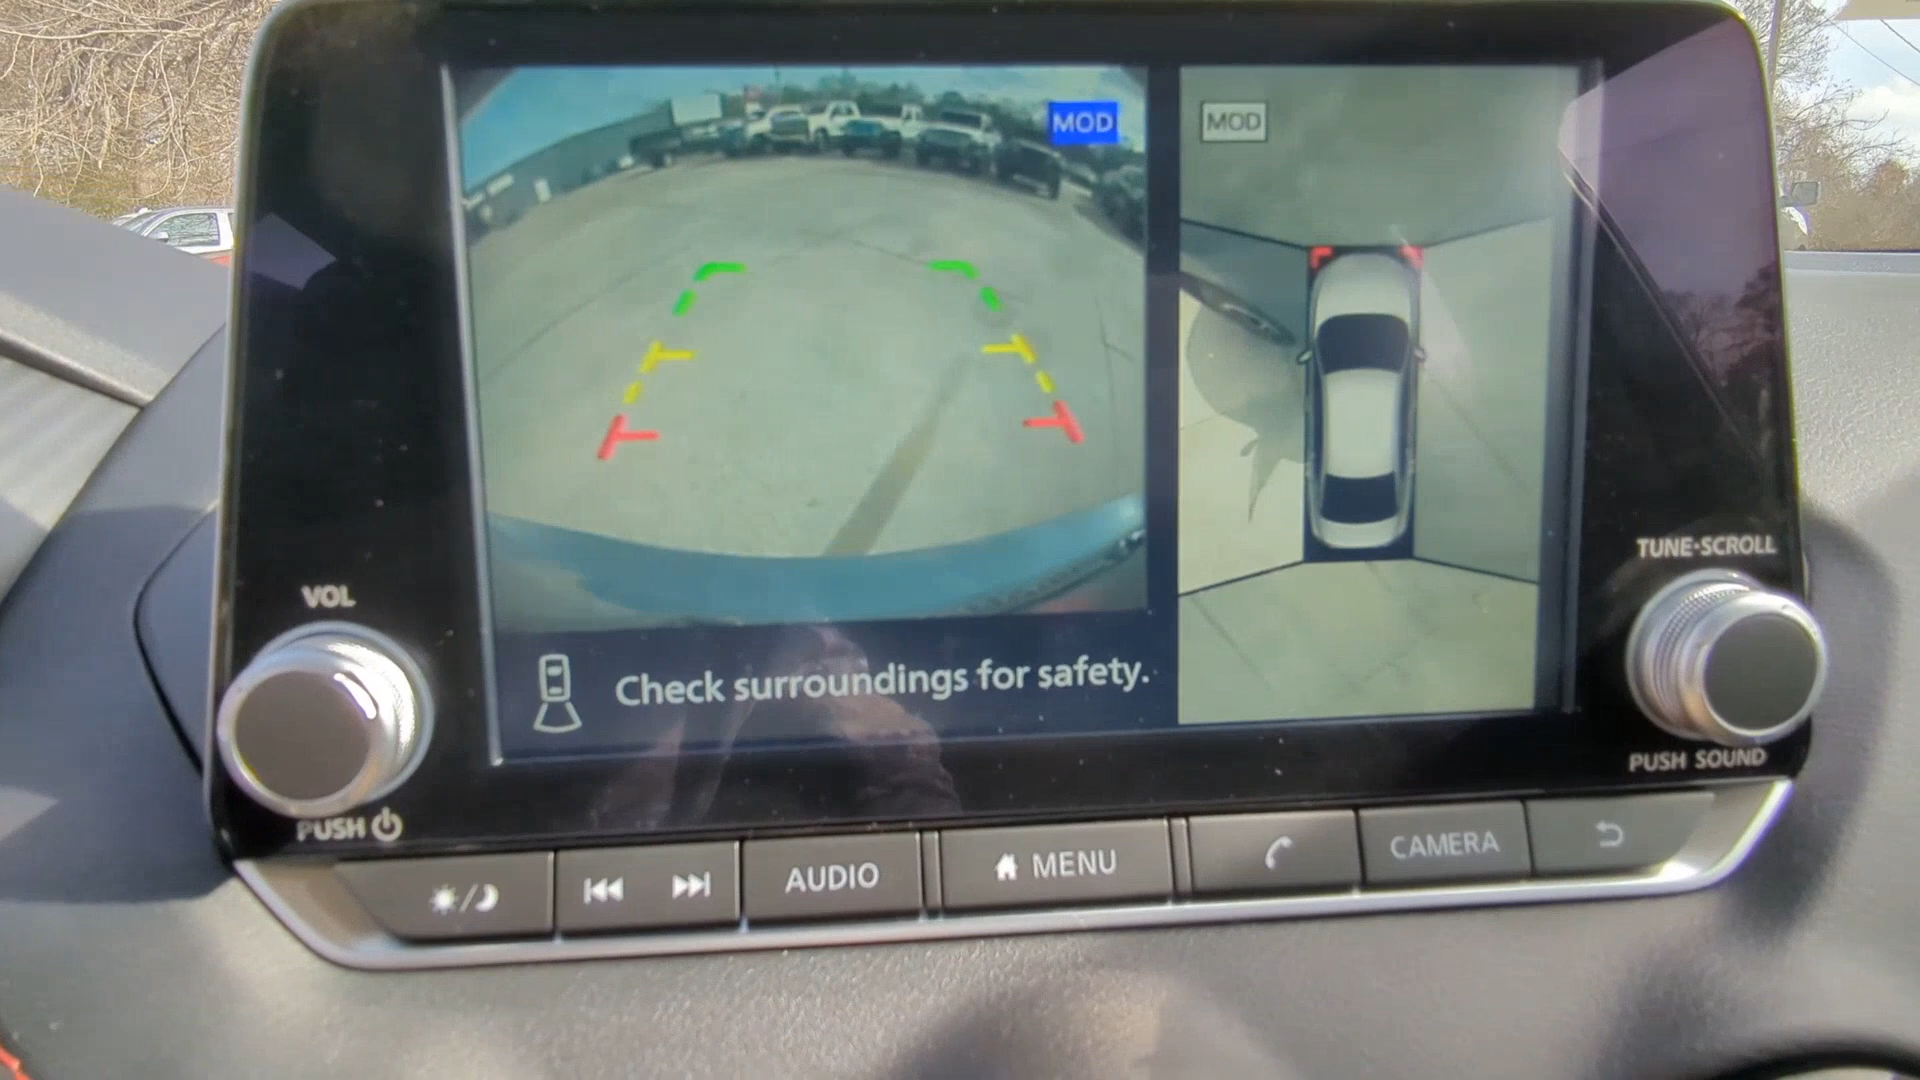 MOD
MOD
Check surroundings for safety.
VOL
PUSH
TUNE·SCROLL
PUSH SOUND
AUDIO
MENU
CAMERA